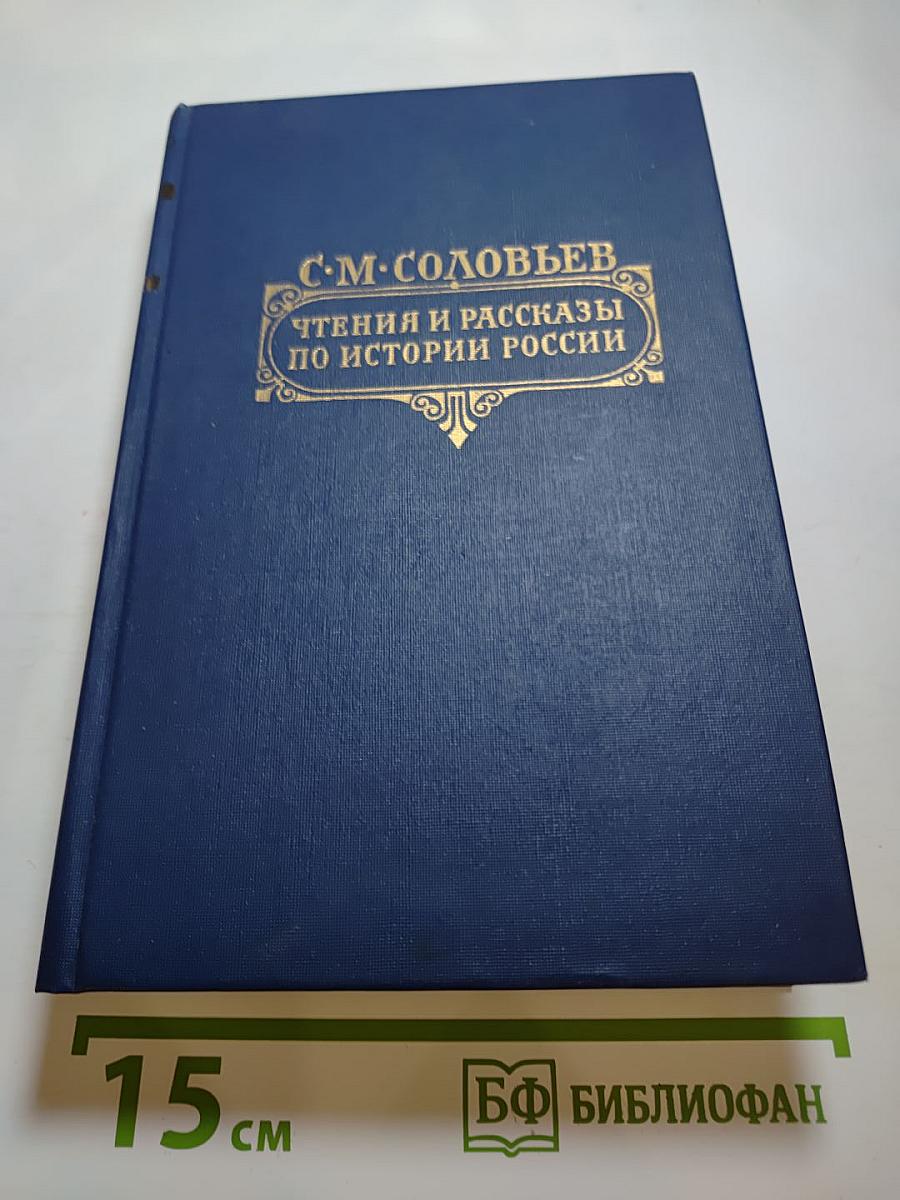 С·М·СОЛОВЬЕВ
ЧТЕНИЯ И РАССКАЗЫ
ПО ИСТОРИИ РОССИИ
15 см
БФ БИБЛИОФАН